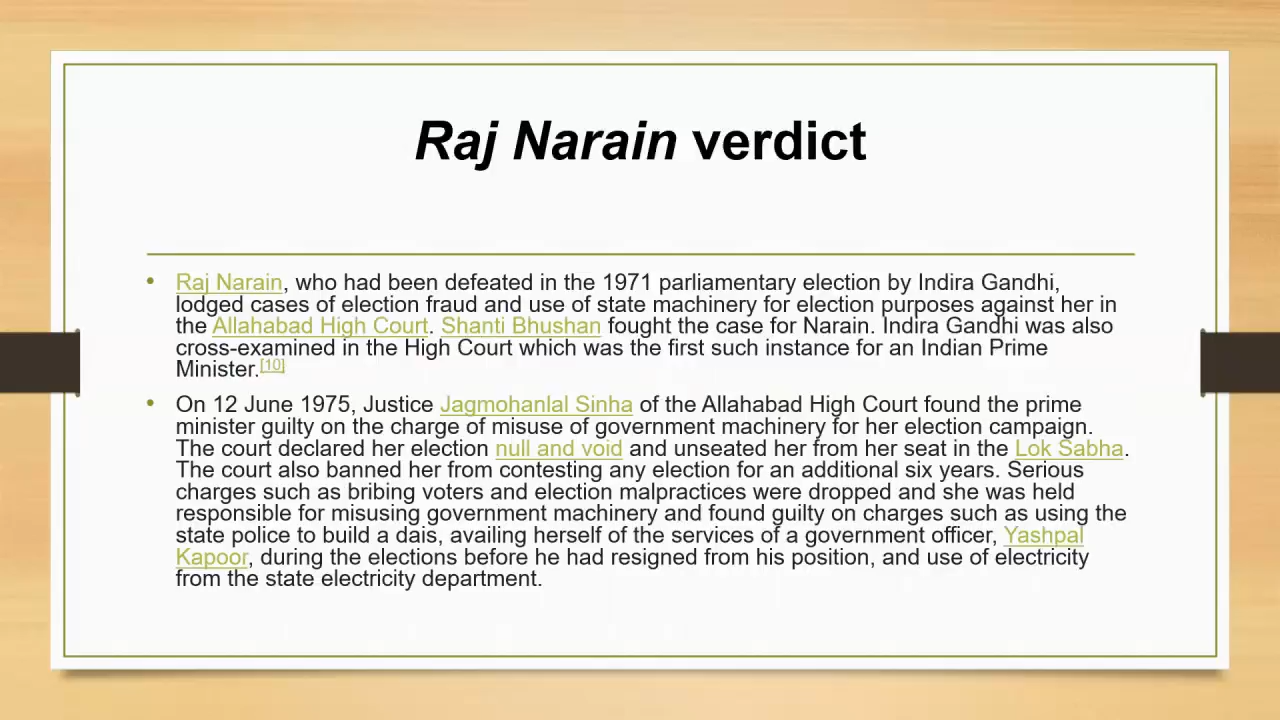 Raj Narain verdict
• Raj Narain, who had been defeated in the 1971 parliamentary election by Indira Gandhi,
lodged cases of election fraud and use of state machinery for election purposes against her in
the Allahabad High Court. Shanti Bhushan fought the case for Narain. Indira Gandhi was also
cross-examined in the High Court which was the first such instance for an Indian Prime
Minister.[10]
• On 12 June 1975, Justice Jagmohanlal Sinha of the Allahabad High Court found the prime
minister guilty on the charge of misuse of government machinery for her election campaign.
The court declared her election null and void and unseated her from her seat in the Lok Sabha.
The court also banned her from contesting any election for an additional six years. Serious
charges such as bribing voters and election malpractices were dropped and she was held
responsible for misusing government machinery and found guilty on charges such as using the
state police to build a dais, availing herself of the services of a government officer, Yashpal
Kapoor, during the elections before he had resigned from his position, and use of electricity
from the state electricity department.